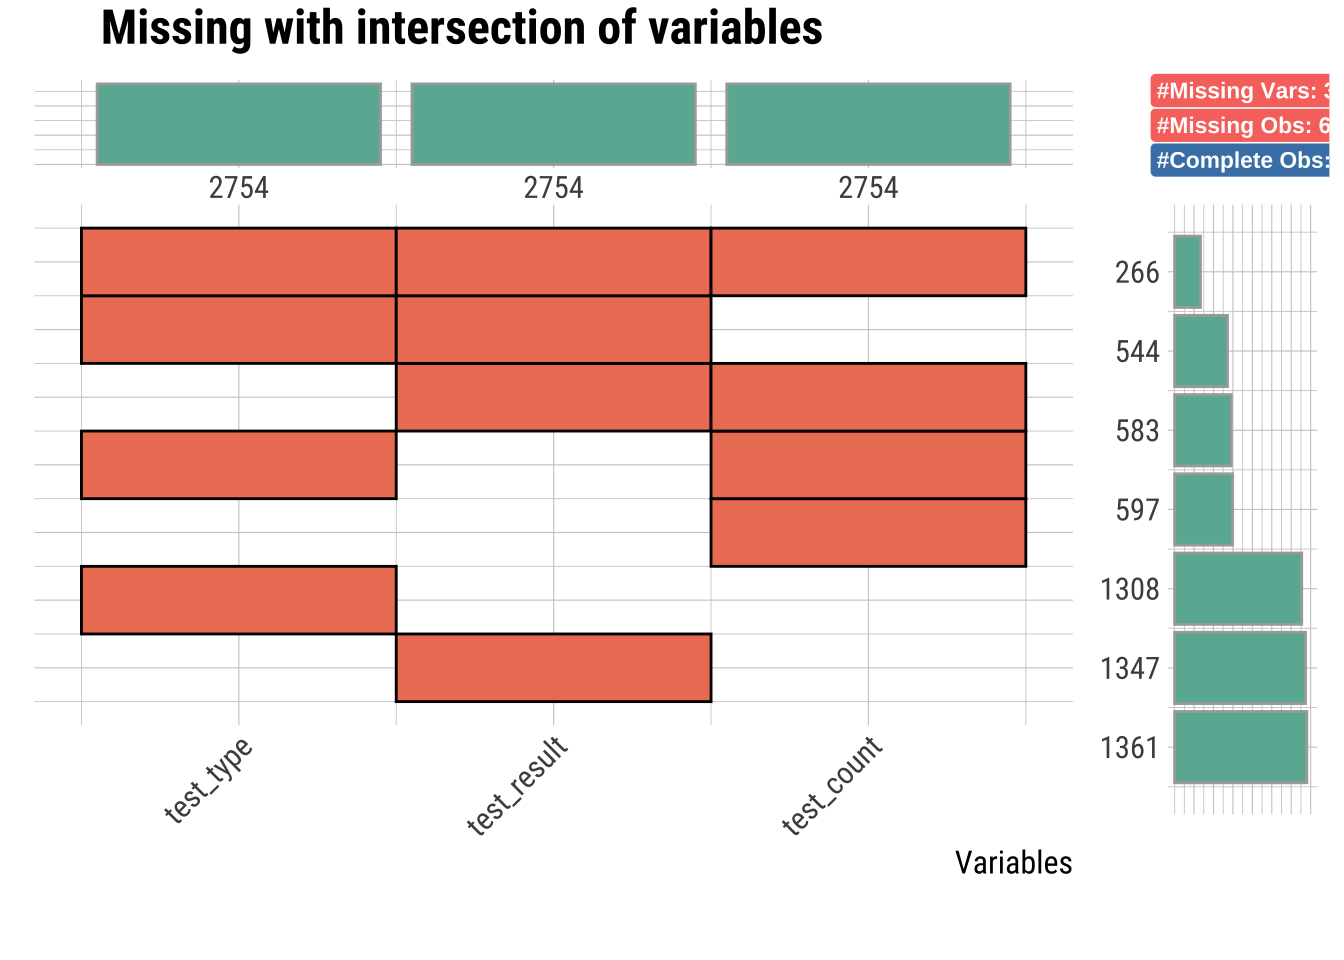 Missing with intersection of variables
#Missing Vars: 3
#Missing Obs: 6
#Complete Obs:
2754 2754 2754
266
544
583
597
1308
1347
1361
test_type test_result test_count
Variables